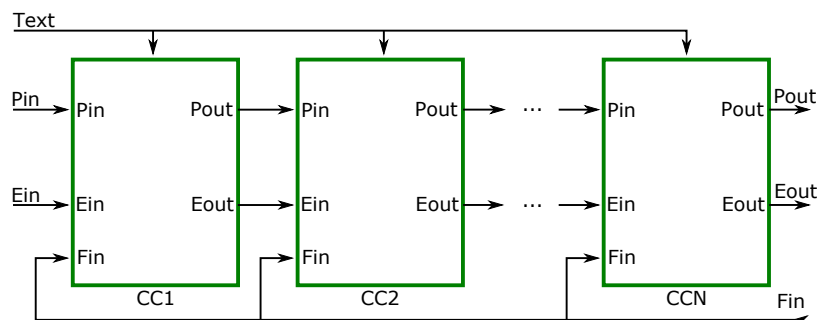 Text
Pin Pin Pout Pin Pout ... Pin Pout Pout
Ein Ein Eout Ein Eout ... Ein Eout Eout
Fin Fin Fin
CC1 CC2 CCN Fin